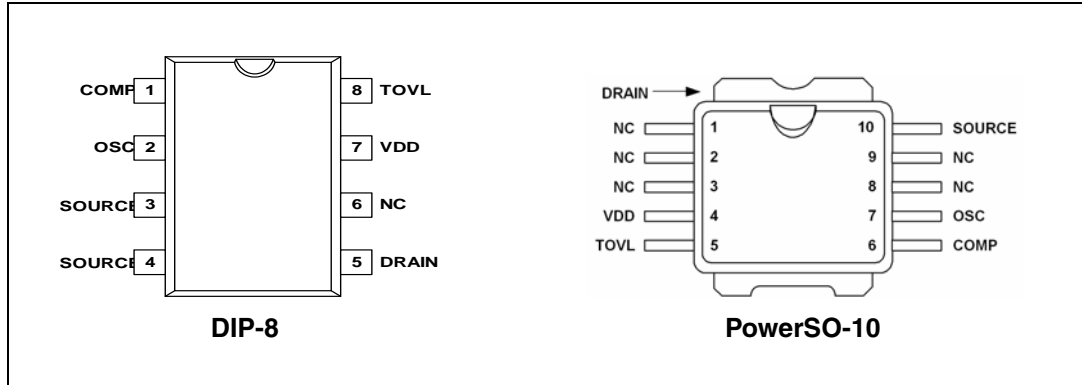 COMP 1
OSC 2
SOURCE 3
SOURCE 4
8 TOVL
7 VDD
6 NC
5 DRAIN
DIP-8
DRAIN
NC 1
NC 2
NC 3
VDD 4
TOVL 5
10 SOURCE
9 NC
8 NC
7 OSC
6 COMP
PowerSO-10